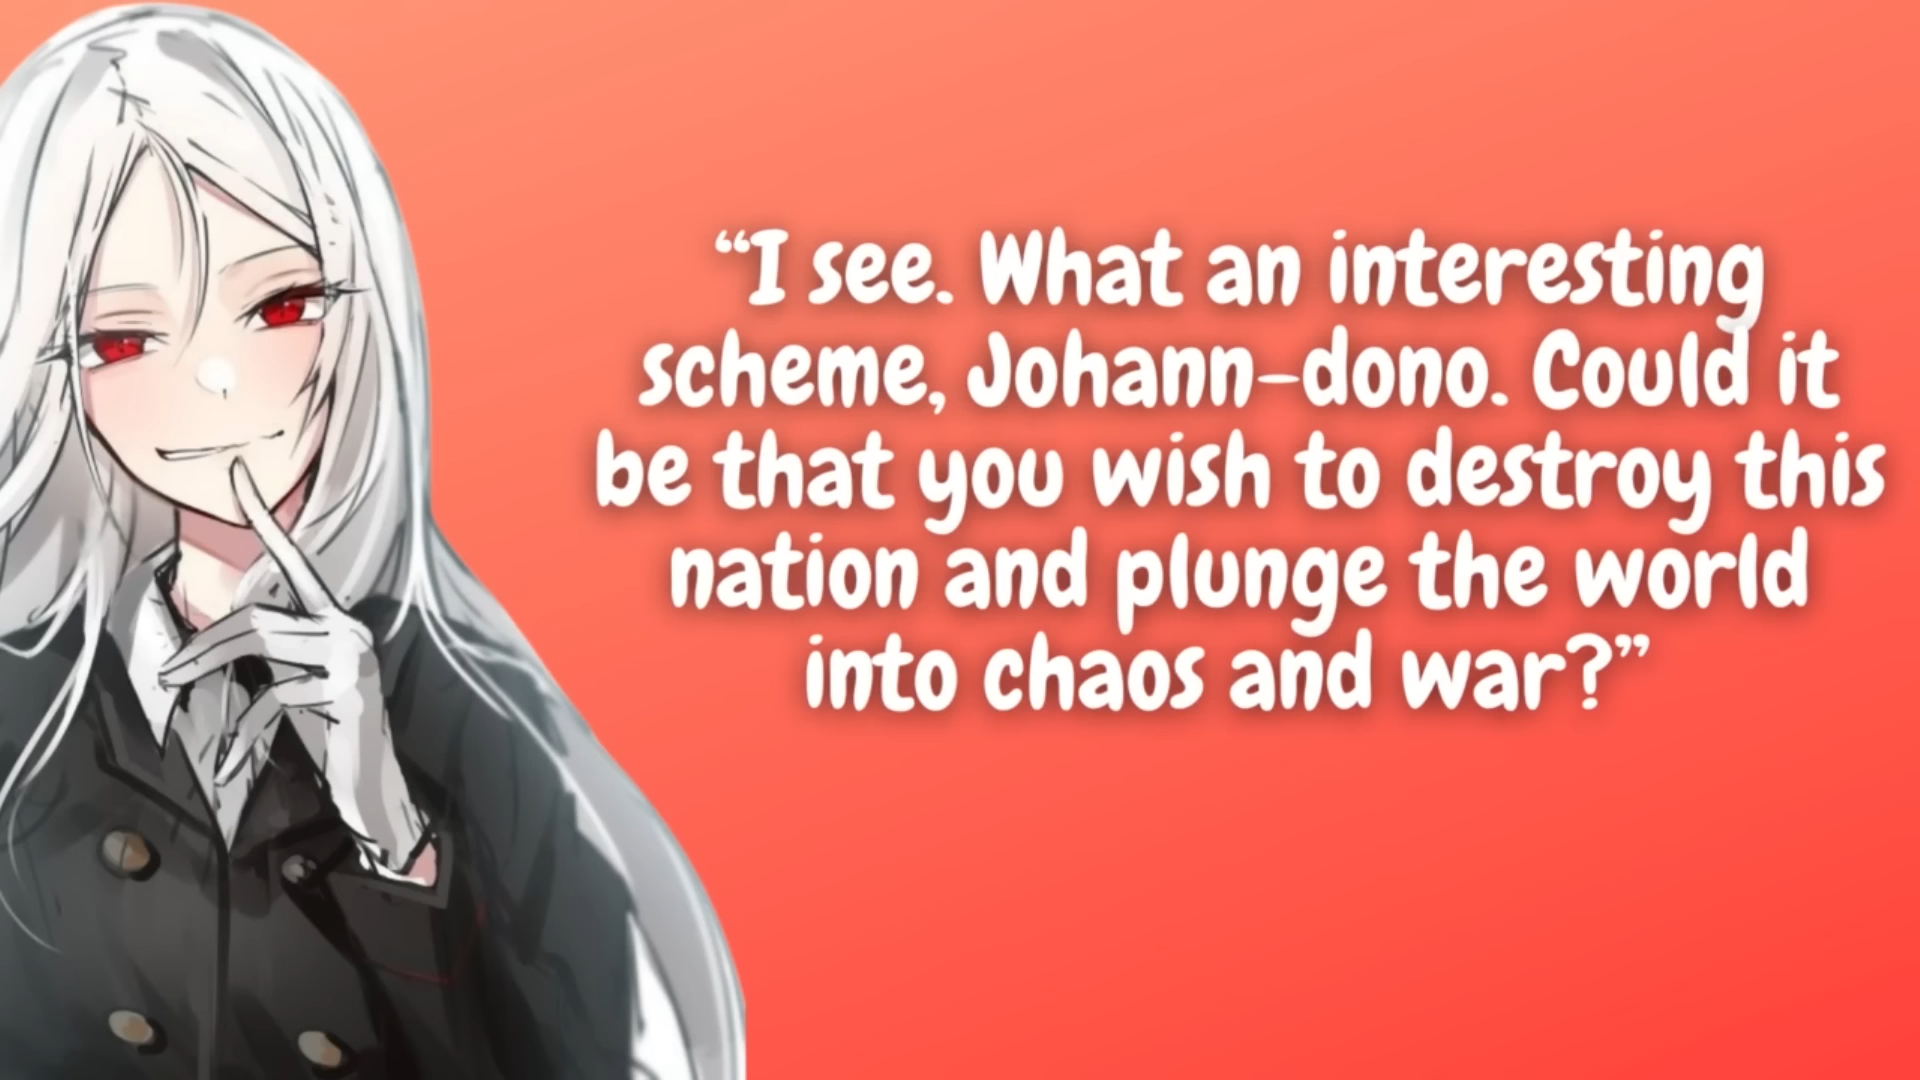 “I see. What an interesting
scheme, Johann-dono. Could it
be that you wish to destroy this
nation and plunge the world
into chaos and war?”